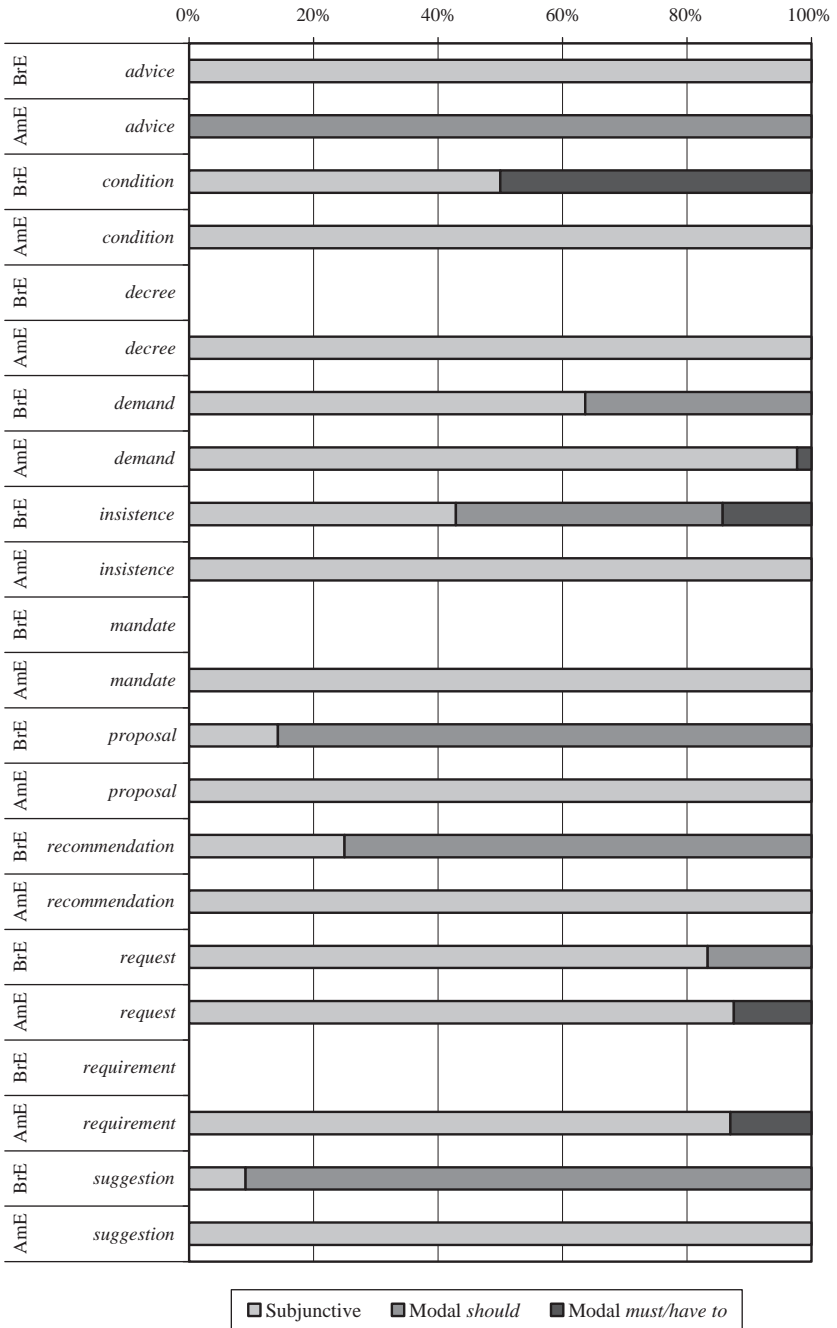 0% 20% 40% 60% 80% 100%
BrE advice
AmE advice
BrE condition
AmE condition
BrE decree
AmE decree
BrE demand
AmE demand
BrE insistence
AmE insistence
BrE mandate
AmE mandate
BrE proposal
AmE proposal
BrE recommendation
AmE recommendation
BrE request
AmE request
BrE requirement
AmE requirement
BrE suggestion
AmE suggestion
Subjunctive Modal should Modal must/have to